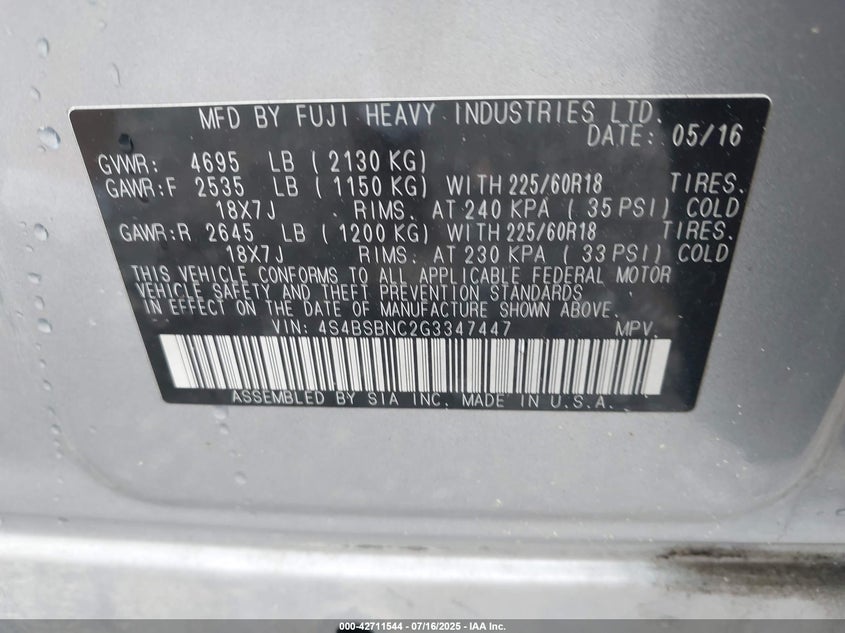 MFD BY FUJI HEAVY INDUSTRIES LTD.
DATE: 05/16
GVWR: 4695 LB ( 2130 KG)
GAWR:F 2535 LB ( 1150 KG) WITH 225/60R18 TIRES.
18X7J RIMS. AT 240 KPA ( 35 PSI) COLD
GAWR:R 2645 LB ( 1200 KG) WITH 225/60R18 TIRES.
18X7J RIMS. AT 230 KPA ( 33 PSI) COLD
THIS VEHICLE CONFORMS TO ALL APPLICABLE FEDERAL MOTOR
VEHICLE SAFETY AND THEFT PREVENTION STANDARDS
IN EFFECT ON THE DATE OF MANUFACTURE SHOWN ABOVE.
VIN: 4S4BSBNC2G3347447 MPV
ASSEMBLED BY SIA INC. MADE IN U.S.A.
000-42711544 / 07/16/2025 - IAA Inc.